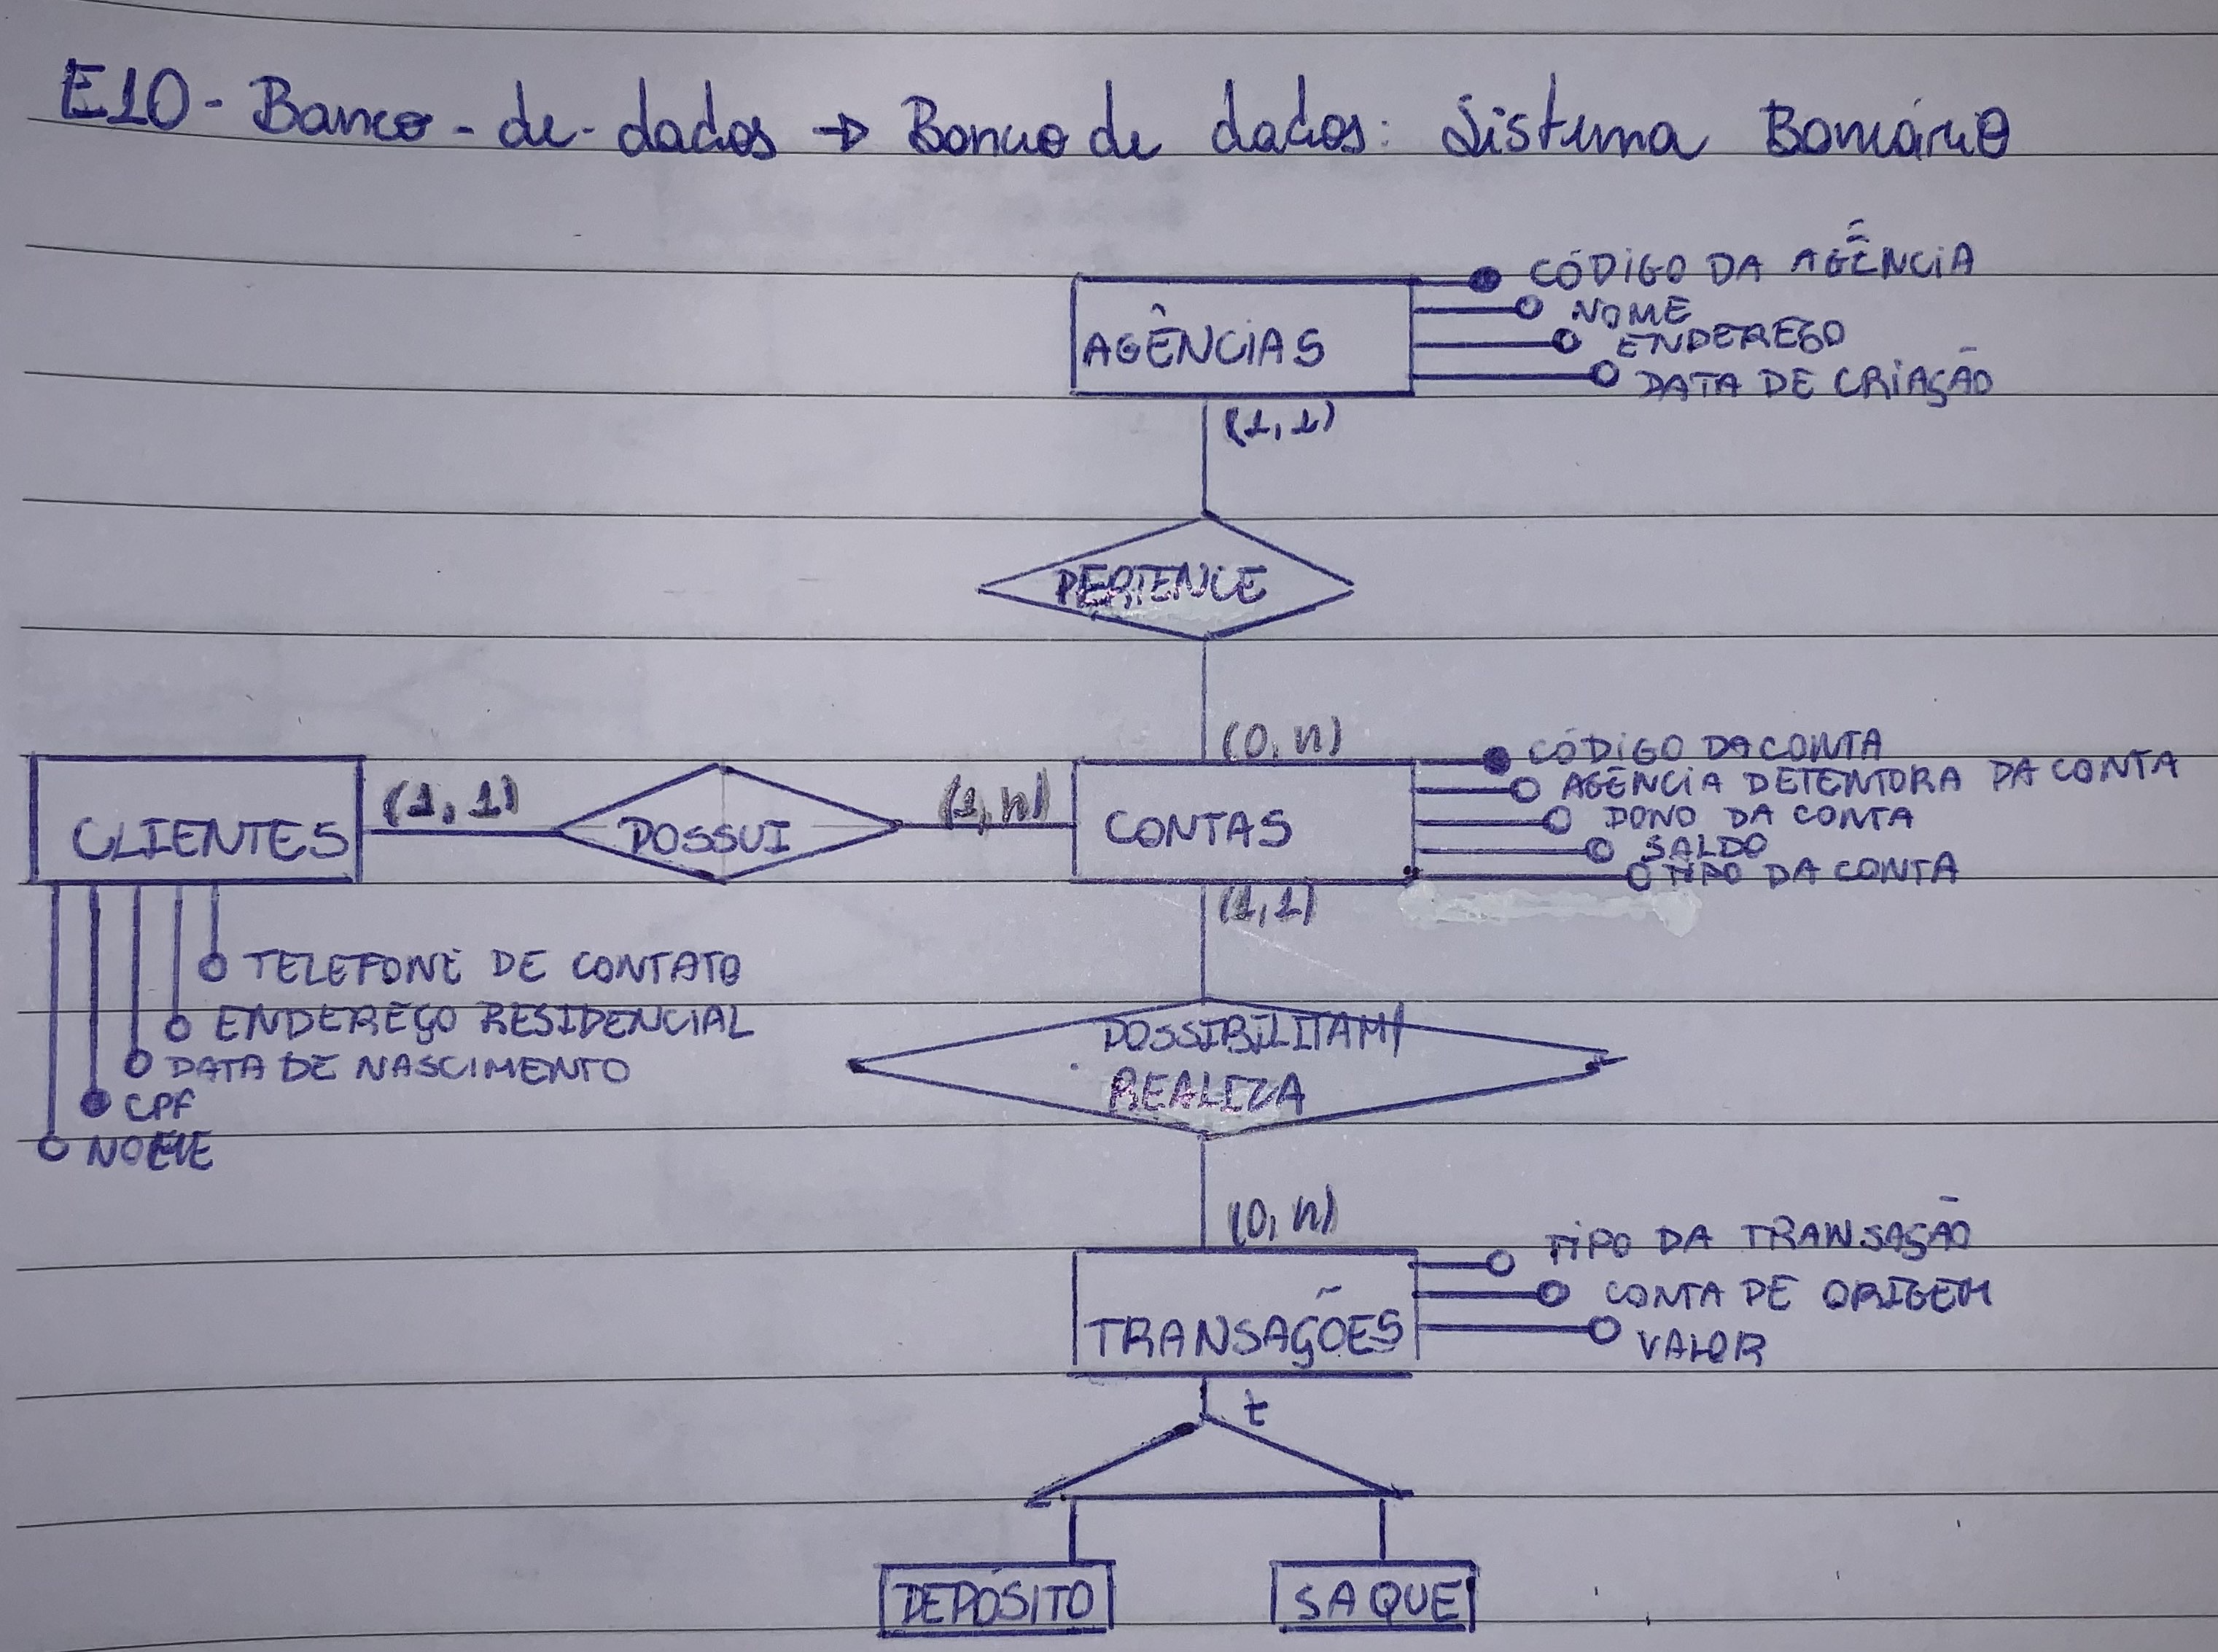 E10 - Banco - de - dados → Banco de dados: Sistema Bancário
CÓDIGO DA AGÊNCIA
NOME
ENDEREÇO
DATA DE CRIAÇÃO
AGÊNCIAS
(1,1)
PERTENCE
(0,n)
CÓDIGO DA CONTA
AGÊNCIA DETENTORA DA CONTA
DONO DA CONTA
SALDO
TIPO DA CONTA
CLIENTES
(1,1)
POSSUI
(1,n)
CONTAS
(1,1)
TELEFONE DE CONTATO
ENDEREÇO RESIDENCIAL
DATA DE NASCIMENTO
CPF
NOME
POSSIBILITAM/
REALIZA
(0,n)
TIPO DA TRANSAÇÃO
CONTA DE ORIGEM
VALOR
TRANSAÇÕES
t
DEPÓSITO
SAQUE